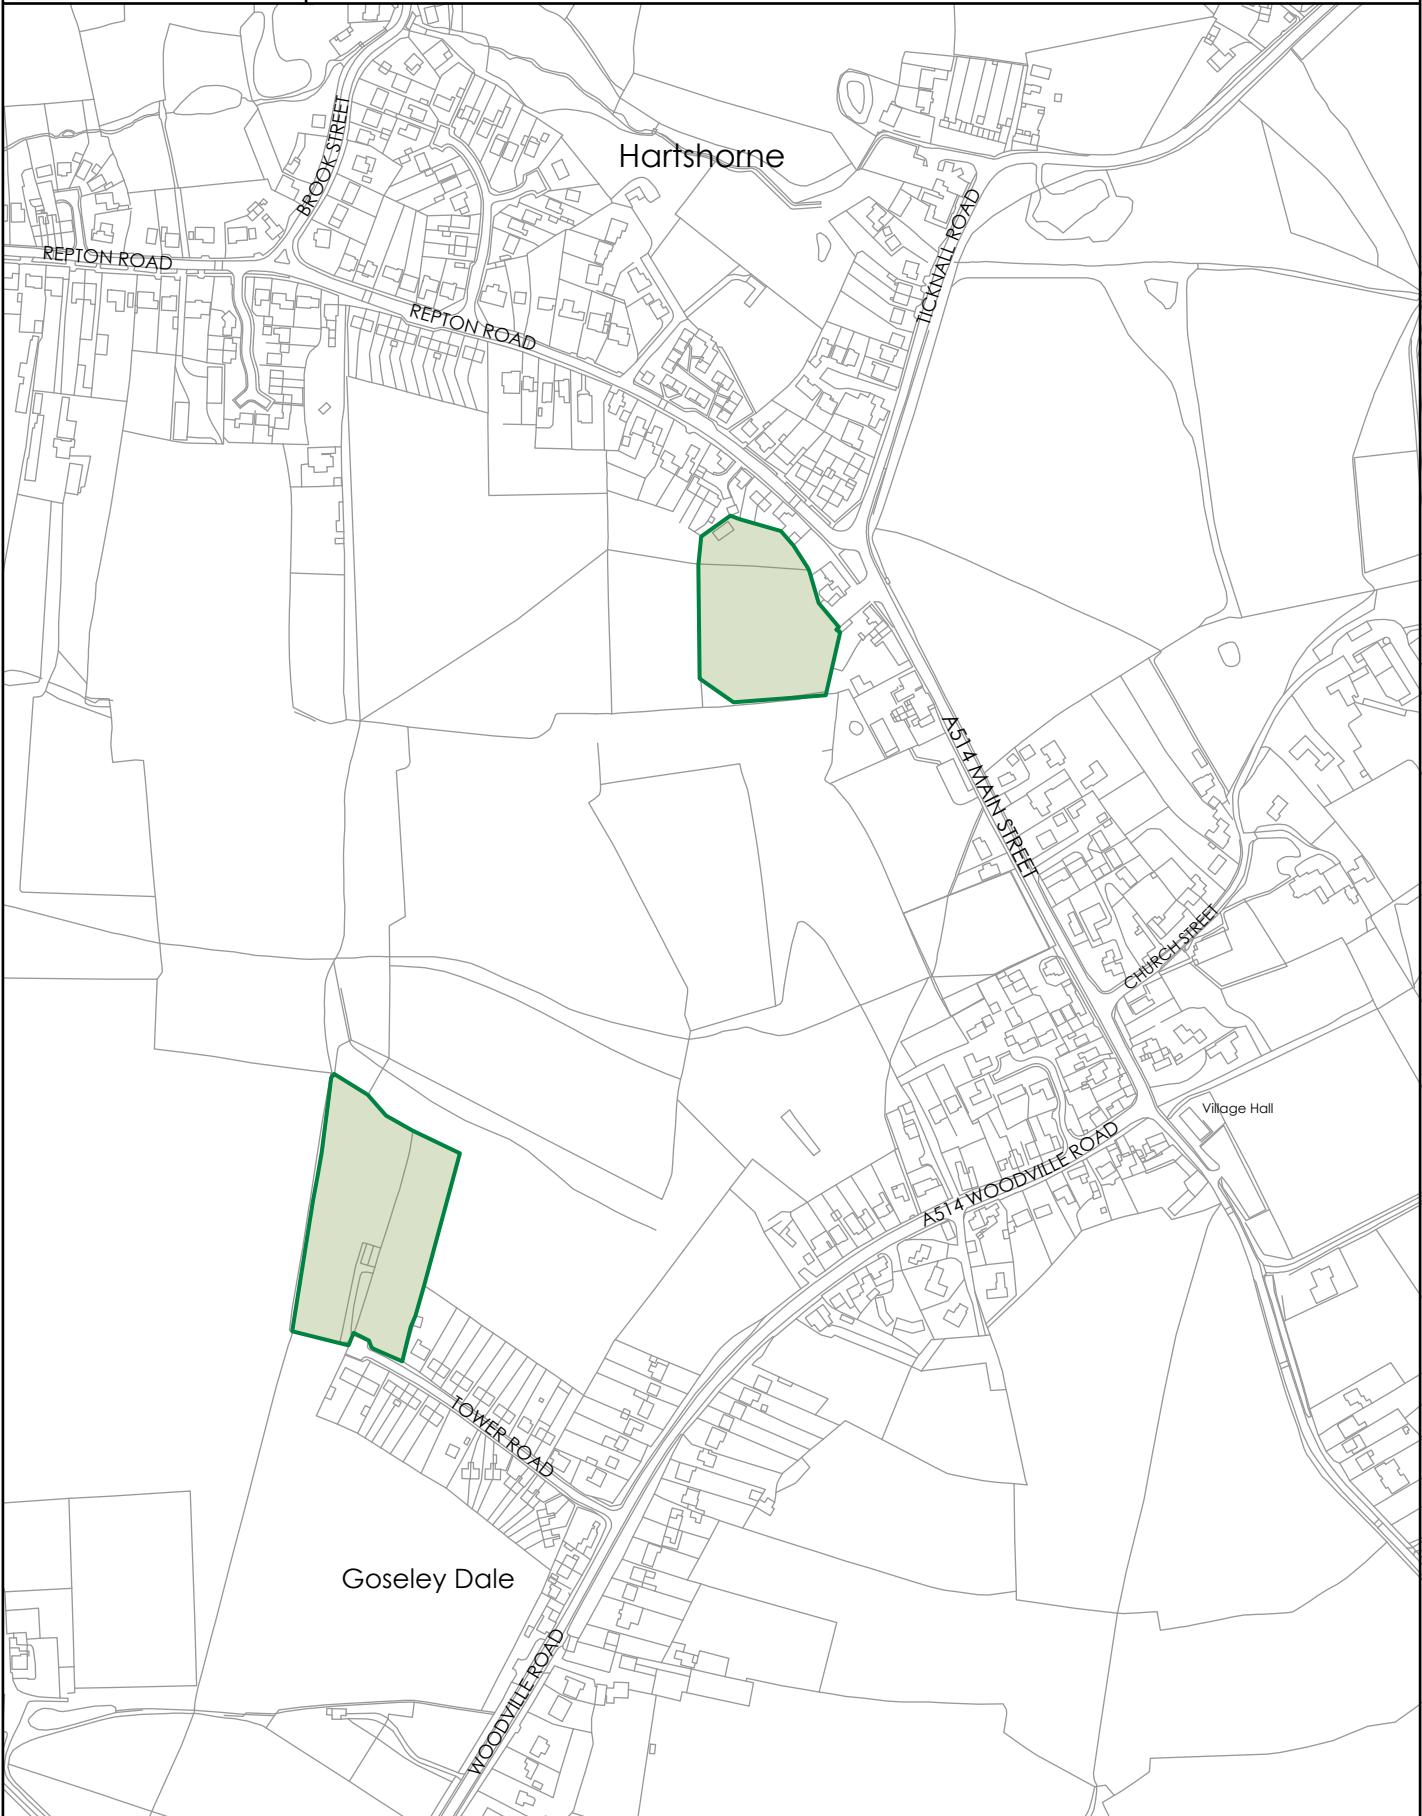 Hartshorne
BROOK STREET
TICKNALL ROAD
REPTON ROAD
REPTON ROAD
A514 MAIN STREET
CHURCH STREET
Village Hall
A514 WOODVILLE ROAD
TOWER ROAD
Goseley Dale
WOODVILLE ROAD